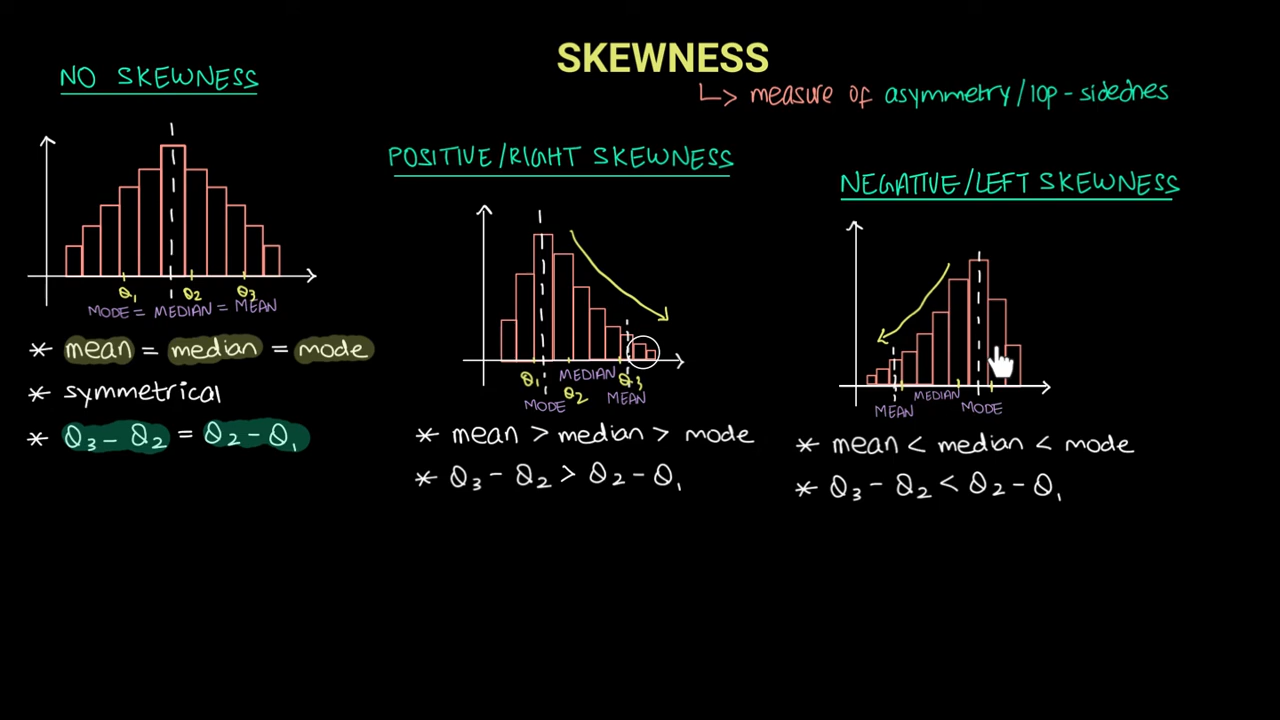 SKEWNESS
↳ measure of asymmetry/lop-sidednes
NO SKEWNESS
Q₁ Q₂ Q₃
MODE = MEDIAN = MEAN
* mean = median = mode
* symmetrical
* Q₃ - Q₂ = Q₂ - Q₁
POSITIVE/RIGHT SKEWNESS
Q₁ MEDIAN Q₃
MODE Q₂ MEAN
* mean > median > mode
* Q₃ - Q₂ > Q₂ - Q₁
NEGATIVE/LEFT SKEWNESS
MEAN MEDIAN MODE
* mean < median < mode
* Q₃ - Q₂ < Q₂ - Q₁